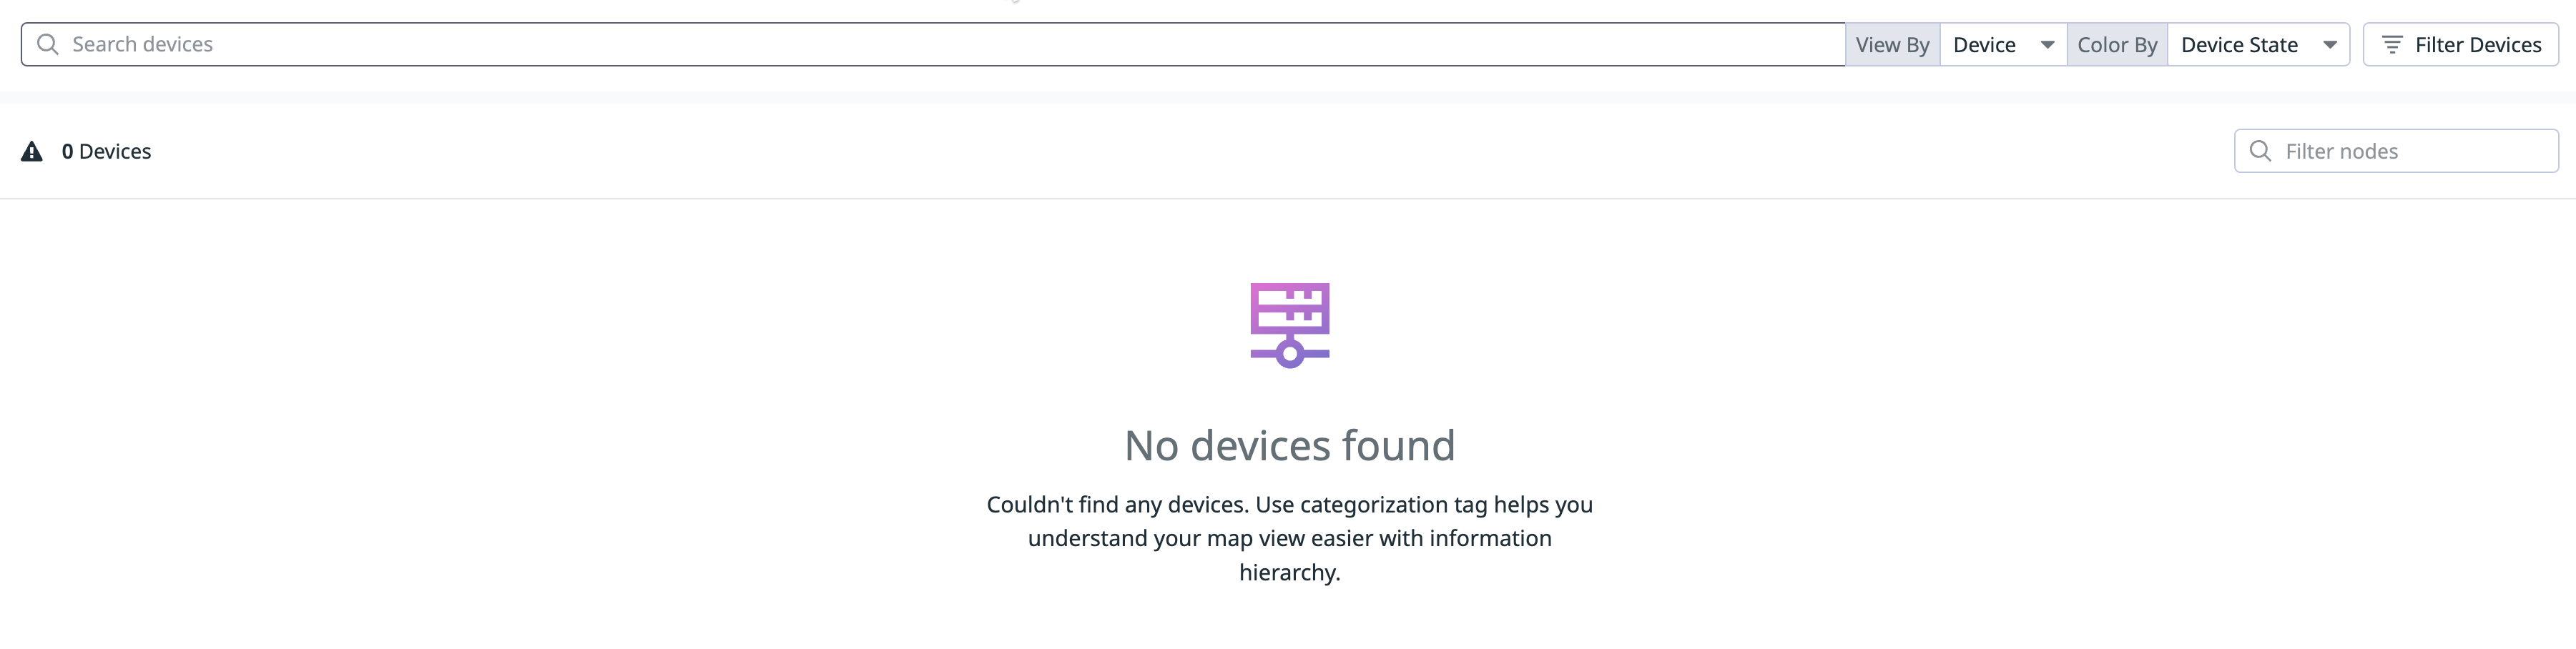 Search devices
View By Device Color By Device State Filter Devices
0 Devices
Filter nodes
No devices found
Couldn't find any devices. Use categorization tag helps you
understand your map view easier with information
hierarchy.